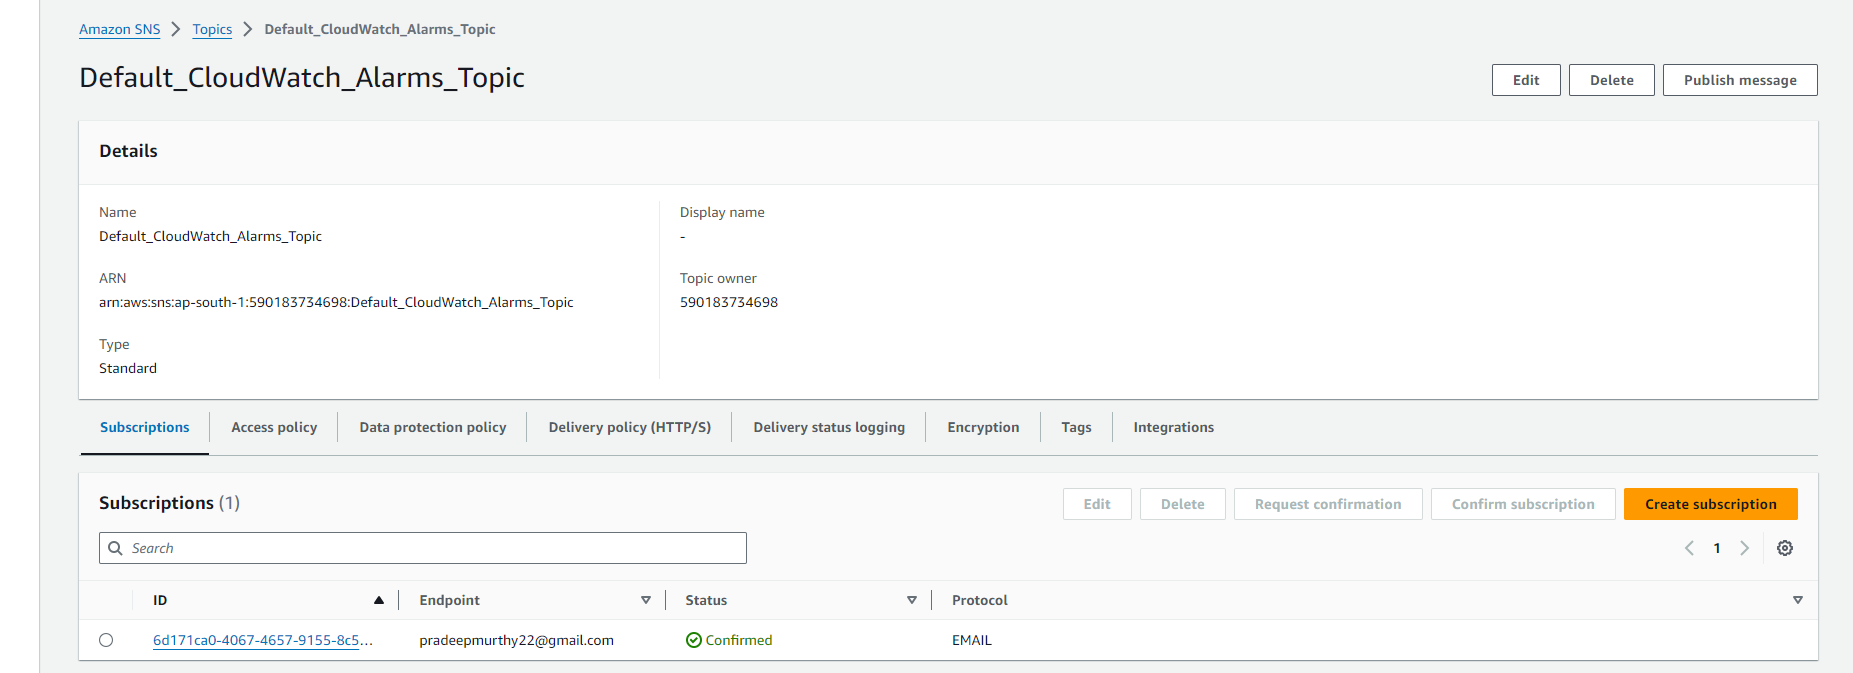 Amazon SNS > Topics > Default_CloudWatch_Alarms_Topic
Default_CloudWatch_Alarms_Topic
Edit Delete Publish message
Details
Name
Default_CloudWatch_Alarms_Topic
ARN
arn:aws:sns:ap-south-1:590183734698:Default_CloudWatch_Alarms_Topic
Type
Standard
Display name
-
Topic owner
590183734698
Subscriptions Access policy Data protection policy Delivery policy (HTTP/S) Delivery status logging Encryption Tags Integrations
Subscriptions (1)
Edit Delete Request confirmation Confirm subscription Create subscription
Search
1
ID Endpoint Status Protocol
6d171ca0-4067-4657-9155-8c5... pradeepmurthy22@gmail.com Confirmed EMAIL